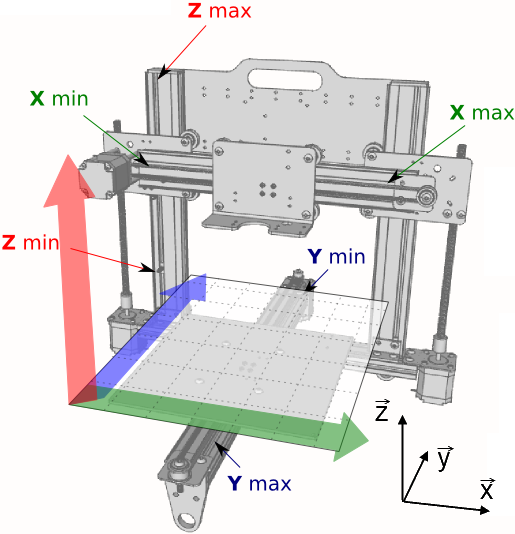 Z max
X min
X max
Z min
Y min
Y max
z⃗
y⃗
x⃗